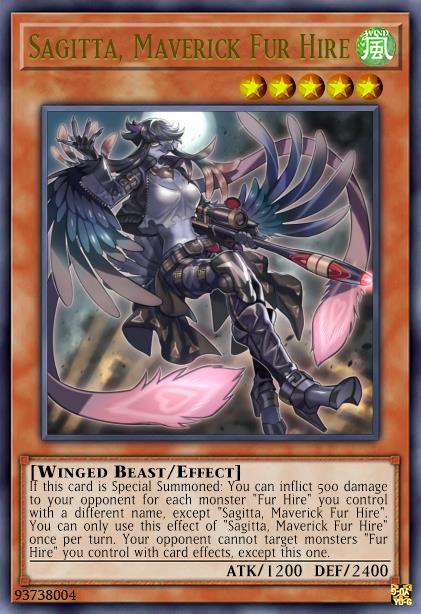 SAGITTA, MAVERICK FUR HIRE
WIND
風
[WINGED BEAST/EFFECT]
If this card is Special Summoned: You can inflict 500 damage
to your opponent for each monster "Fur Hire" you control
with a different name, except "Sagitta, Maverick Fur Hire".
You can only use this effect of "Sagitta, Maverick Fur Hire"
once per turn. Your opponent cannot target monsters "Fur
Hire" you control with card effects, except this one.
ATK/1200 DEF/2400
93738004